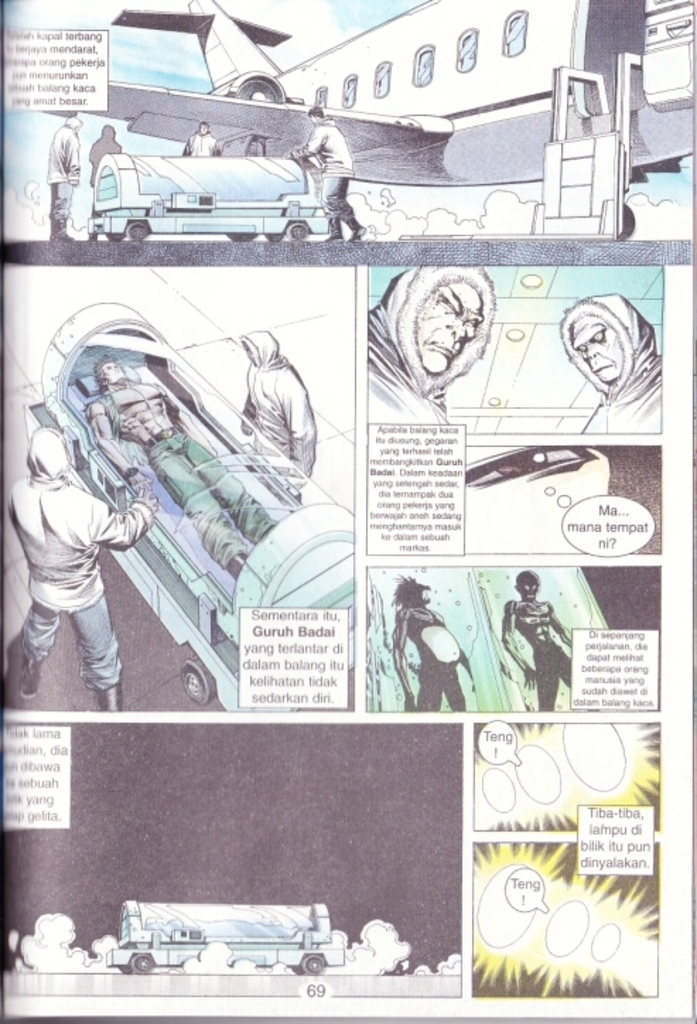 kapal terbang
berjaya mendarat,
beberapa orang pekerja
pun menurunkan
sebuah balang kaca
yang amat besar.
Apabila balang kaca
itu diusung, gegaran
yang terhasil telah
membangkitkan Guruh
Badai. Dalam keadaan
yang setengah sedar,
dia ternampak dua
orang pekerja yang
berwajah aneh sedang
menghantarnya masuk
ke dalam sebuah
markas.
Ma...
mana tempat
ni?
Sementara itu,
Guruh Badai
yang terlantar di
dalam balang itu
kelihatan tidak
sedarkan diri.
Di sepanjang
perjalanan, dia
dapat melihat
beberapa orang
manusia yang
sudah diawet di
dalam balang kaca.
Tidak lama
kemudian, dia
dibawa
sebuah
yang
gelita.
Teng
!
Tiba-tiba,
lampu di
bilik itu pun
dinyalakan.
Teng
!
69